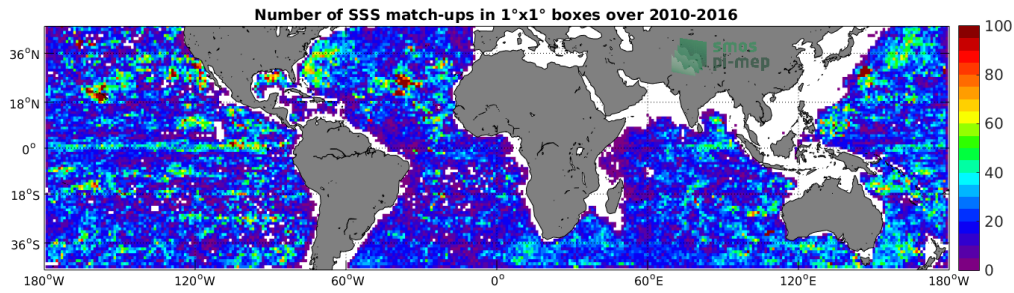 Number of SSS match-ups in 1°x1° boxes over 2010-2016
smos
pi-mep
36°N
18°N
0°
18°S
36°S
180°W 120°W 60°W 0° 60°E 120°E 180°W
100
80
60
40
20
0